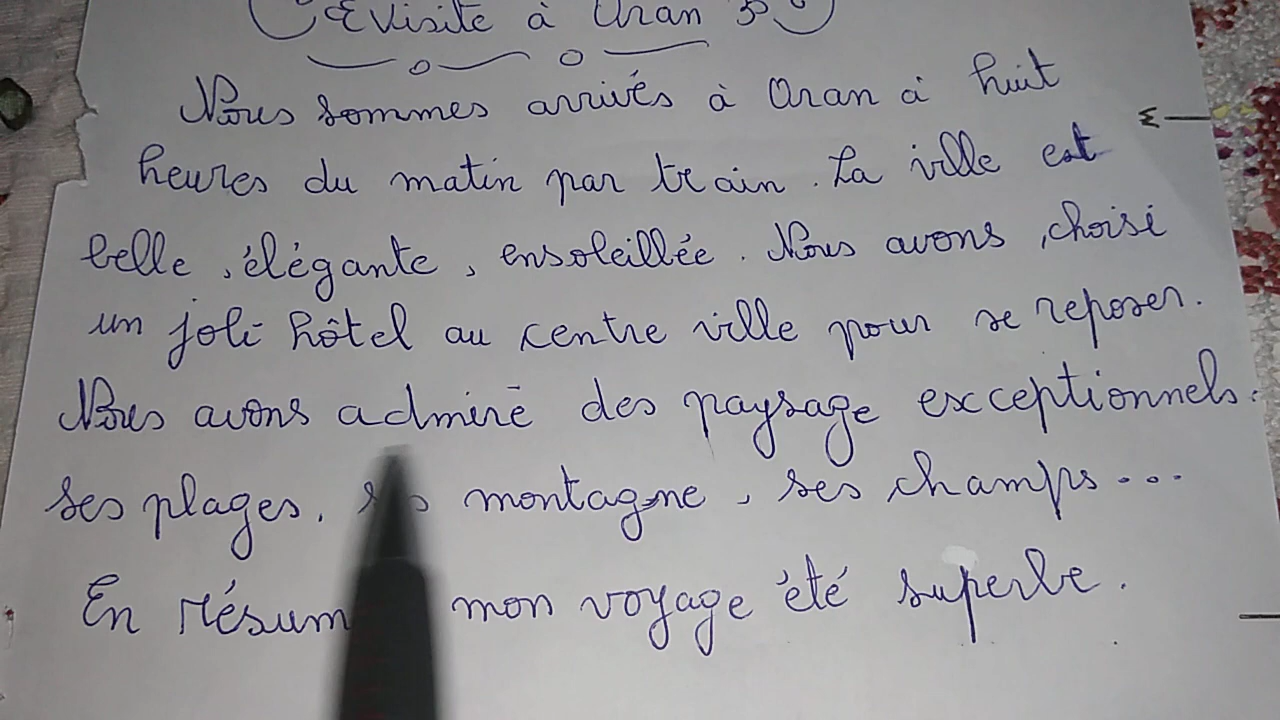 Visite à Oran
Nous sommes arrivés à Oran à huit
heures du matin par train. La ville est
belle, élégante, ensoleillée. Nous avons choisi
un joli hôtel au centre ville pour se reposer.
Nous avons admiré des paysage exceptionnels.
ses plages, montagne, ses champs...
En mon voyage été superbe.